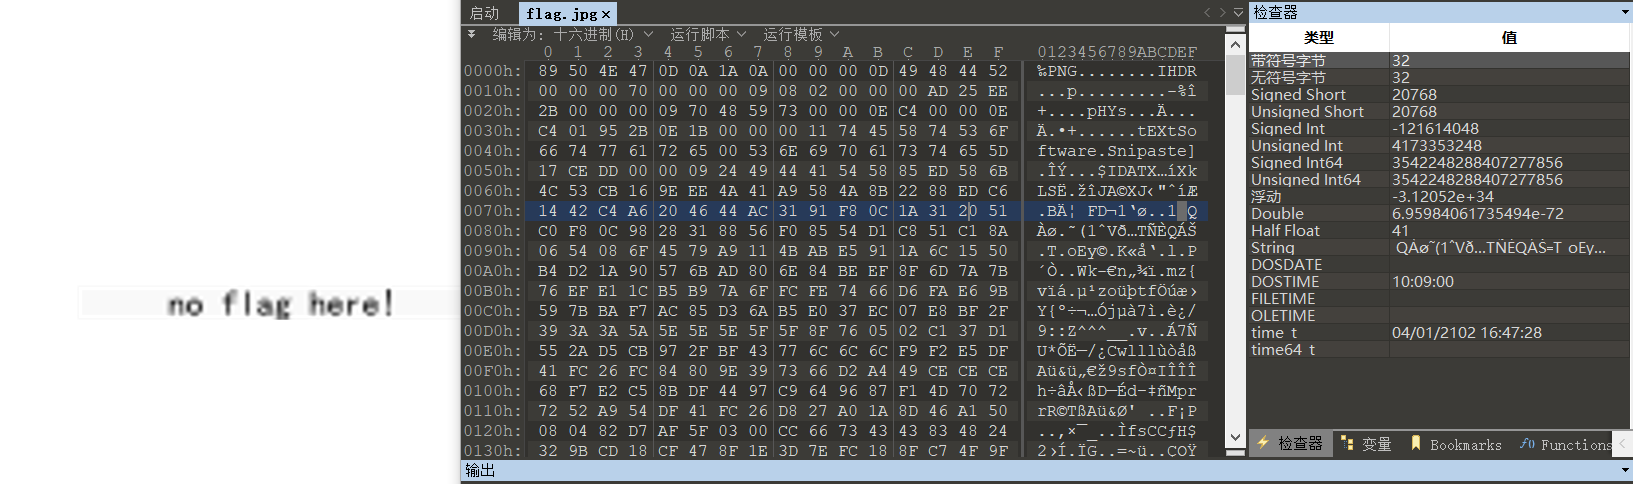 no flag here!
启动 flag.jpg ×
编辑为: 十六进制(H) 运行脚本 运行模板
0 1 2 3 4 5 6 7 8 9 A B C D E F 0123456789ABCDEF
0000h: 89 50 4E 47 0D 0A 1A 0A 00 00 00 0D 49 48 44 52 ‰PNG........IHDR
0010h: 00 00 00 70 00 00 00 09 08 02 00 00 00 AD 25 EE ...p.........-%î
0020h: 2B 00 00 00 09 70 48 59 73 00 00 0E C4 00 00 0E +....pHYs...Ä...
0030h: C4 01 95 2B 0E 1B 00 00 00 11 74 45 58 74 53 6F Ä.•+......tEXtSo
0040h: 66 74 77 61 72 65 00 53 6E 69 70 61 73 74 65 5D ftware.Snipaste]
0050h: 17 CE DD 00 00 09 24 49 44 41 54 58 85 ED 58 6B .ÎÝ...$IDATX…íXk
0060h: 4C 53 CB 16 9E EE 4A 41 A9 58 4A 8B 22 88 ED C6 LSË.žîJA©XJ‹"ˆíÆ
0070h: 14 42 C4 A6 20 46 44 AC 31 91 F8 0C 1A 31 20 51 .BÄ¦ FD¬1‘ø..1 Q
0080h: C0 F8 0C 98 28 31 88 56 F0 85 54 D1 C8 51 C1 8A Àø.˜(1ˆVð…TÑÈQÁŠ
0090h: 06 54 08 6F 45 79 A9 11 4B AB E5 91 1A 6C 15 50 .T.oEy©.K«å‘.l.P
00A0h: B4 D2 1A 90 57 6B AD 80 6E 84 BE EF 8F 6D 7A 7B ´Ò..Wk-€n„¾ï.mz{
00B0h: 76 EF E1 1C B5 B9 7A 6F FC FE 74 66 D6 FA E6 9B vïá.µ¹zoüþtfÖúæ›
00C0h: 59 7B BA F7 AC 85 D3 6A B5 E0 37 EC 07 E8 BF 2F Y{º÷¬…Ójµà7ì.è¿/
00D0h: 39 3A 3A 5A 5E 5E 5E 5F 5F 8F 76 05 02 C1 37 D1 9::Z^^^__.v..Á7Ñ
00E0h: 55 2A D5 CB 97 2F BF 43 77 6C 6C 6C F9 F2 E5 DF U*ÕË—/¿Cwlllùòåß
00F0h: 41 FC 26 FC 84 80 9E 39 73 66 D2 A4 49 CE CE CE Aü&ü„€ž9sfÒ¤IÎÎÎ
0100h: 68 F7 E2 C5 8B DF 44 97 C9 64 96 87 F1 4D 70 72 h÷âÅ‹ßD—Éd–‡ñMpr
0110h: 72 52 A9 54 DF 41 FC 26 D8 27 A0 1A 8D 46 A1 50 rR©TßAü&Ø' ..F¡P
0120h: 08 04 82 D7 AF 5F 03 00 CC 66 73 43 43 83 48 24 ..‚×¯_..ÌfsCCƒH$
0130h: 32 9B CD 18 CF 47 8F 1E 3D 7E FC 18 8F C7 4F 9F
输出
检查器
类型 值
带符号字节 32
无符号字节 32
Signed Short 20768
Unsigned Short 20768
Signed Int -121614048
Unsigned Int 4173353248
Signed Int64 3542248288407277856
Unsigned Int64 3542248288407277856
浮动 -3.12052e+34
Double 6.95984061735494e-72
Half Float 41
String QÀø˜(1ˆVð…TÑÈQÁŠ=T oEy...
DOSDATE
DOSTIME 10:09:00
FILETIME
OLETIME
time_t 04/01/2102 16:47:28
time64_t
检查器 变量 Bookmarks f() Functions